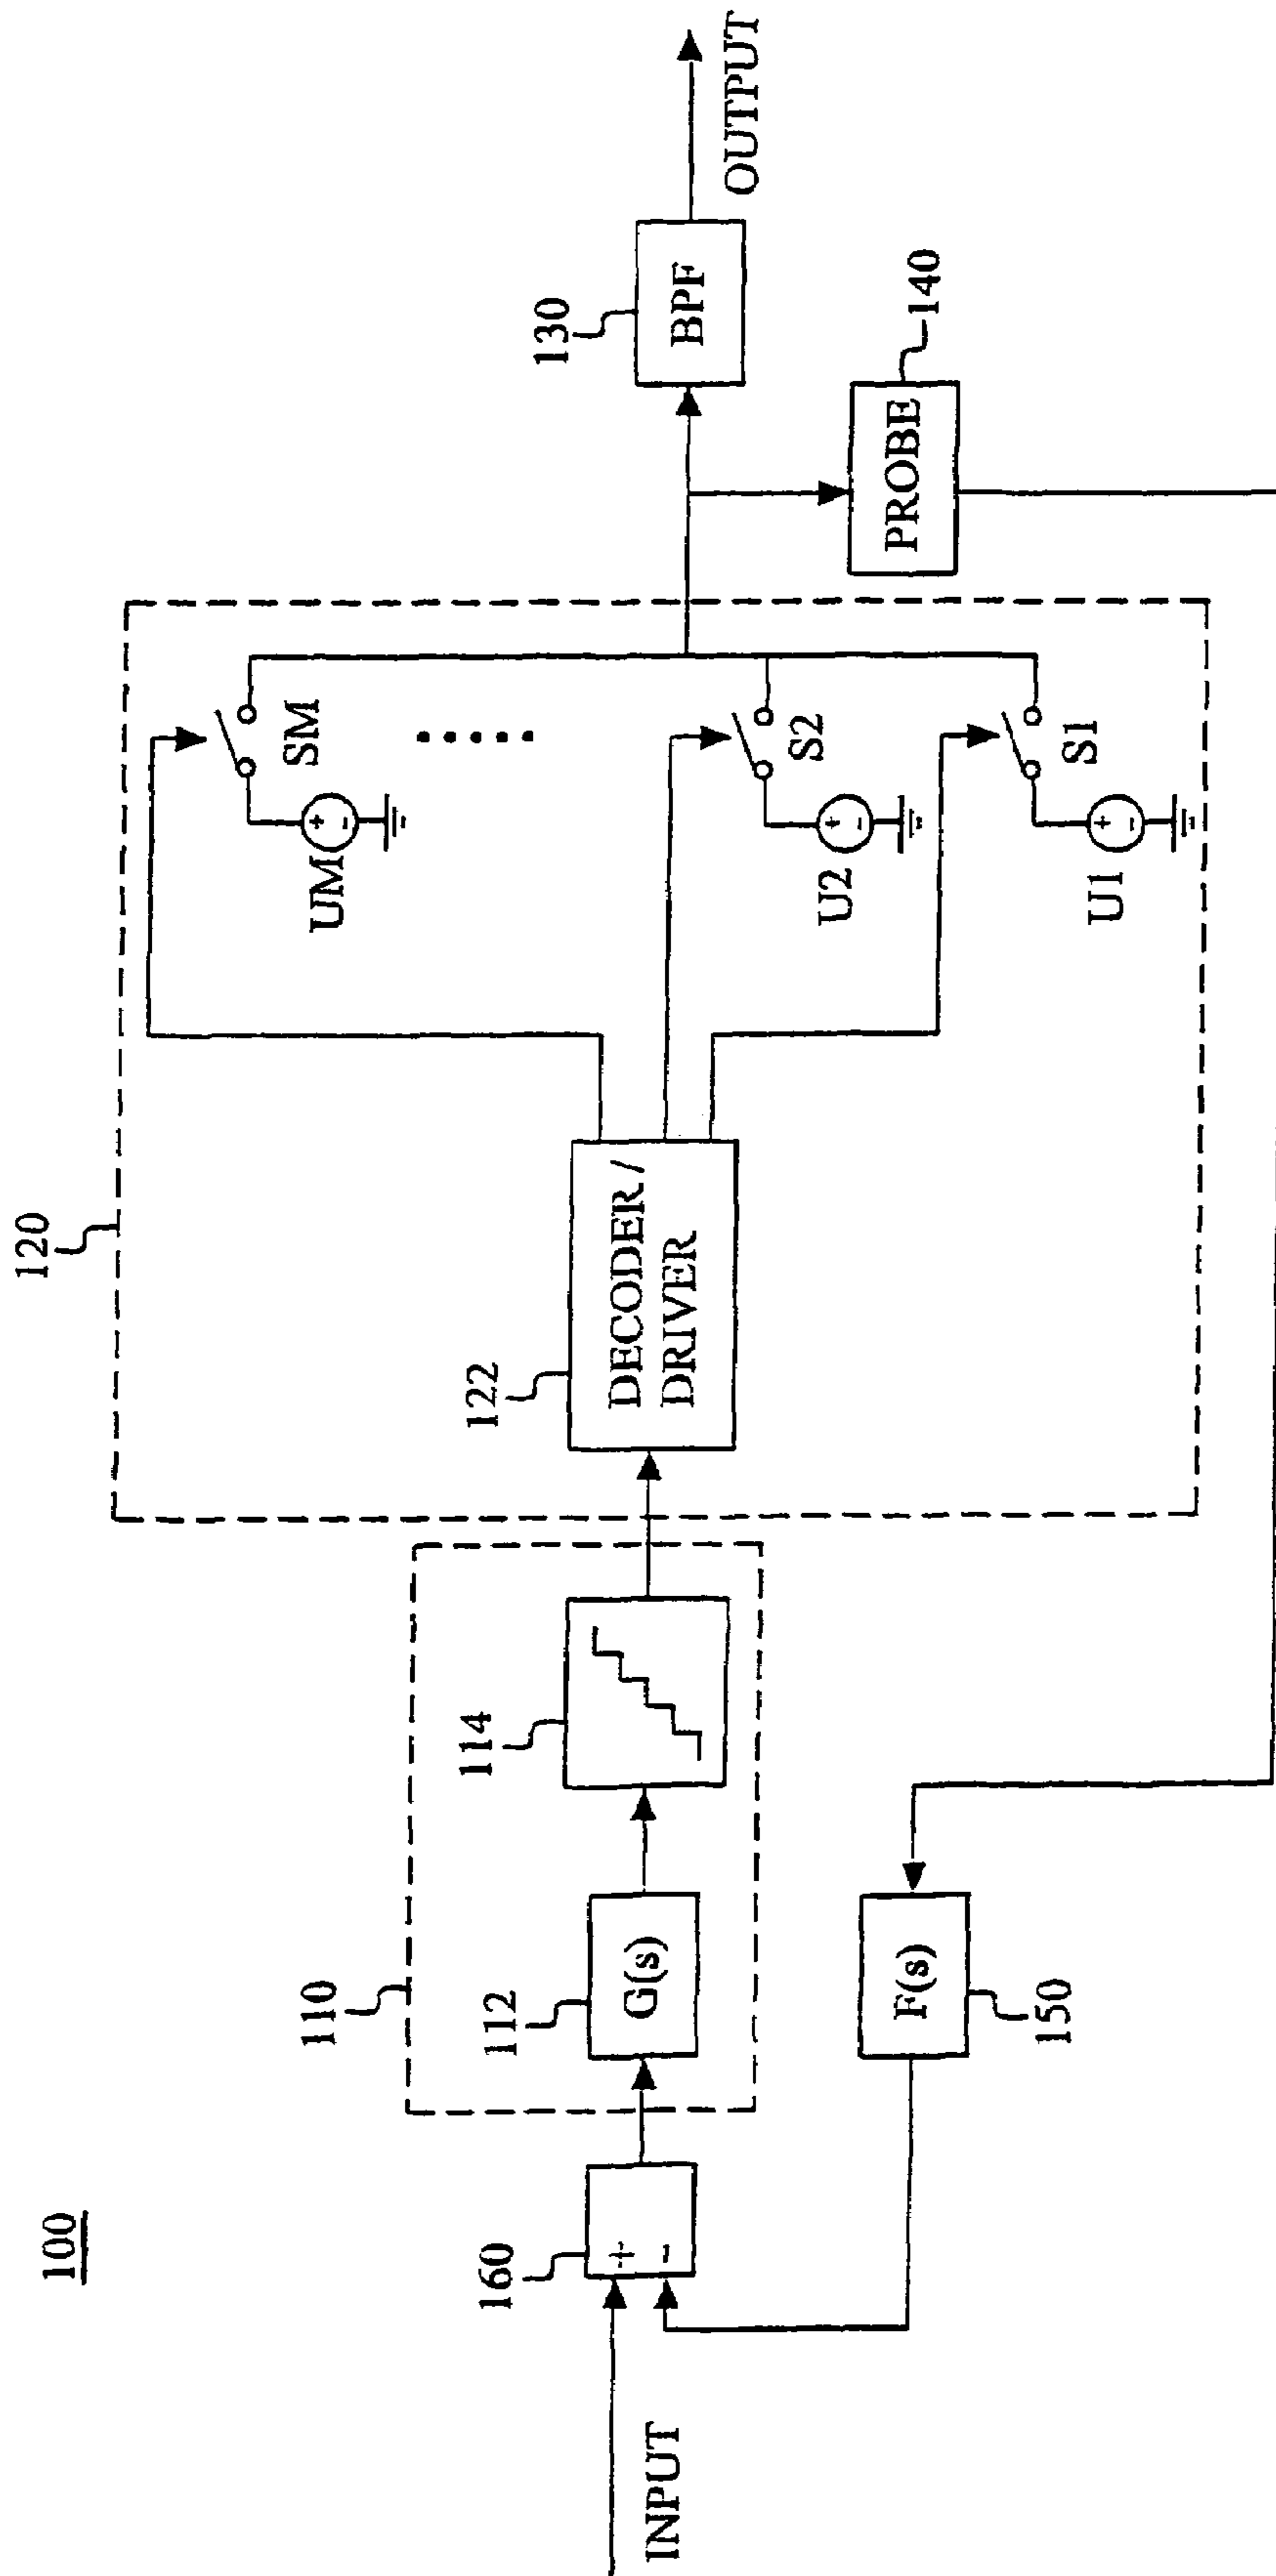 100
INPUT
160
+
-
110
112
G(s)
114
120
122
DECODER /
DRIVER
UM
+
-
SM
U2
+
-
S2
U1
+
-
S1
130
BPF
OUTPUT
PROBE
140
F(s)
150